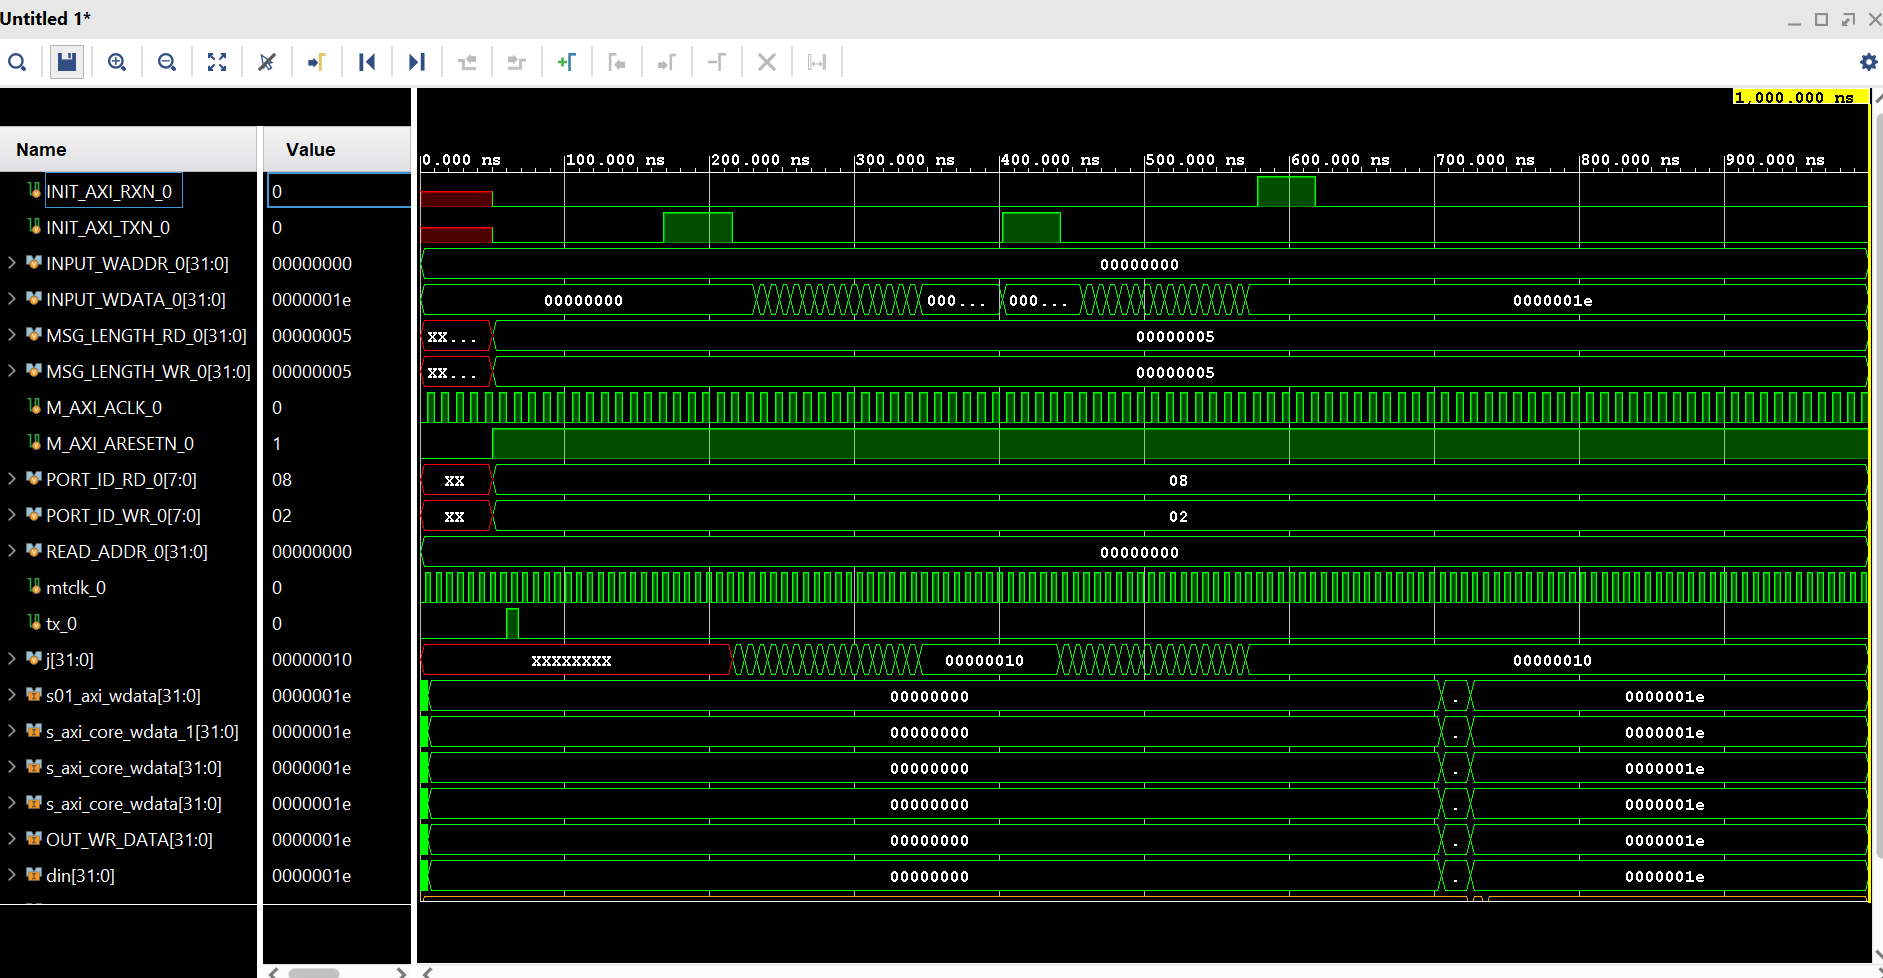 Untitled 1*
1,000.000 ns
Name Value
0.000 ns 100.000 ns 200.000 ns 300.000 ns 400.000 ns 500.000 ns 600.000 ns 700.000 ns 800.000 ns 900.000 ns
INIT_AXI_RXN_0 0
INIT_AXI_TXN_0 0
INPUT_WADDR_0[31:0] 00000000 00000000
INPUT_WDATA_0[31:0] 0000001e 00000000 000... 000... 0000001e
MSG_LENGTH_RD_0[31:0] 00000005 XX... 00000005
MSG_LENGTH_WR_0[31:0] 00000005 XX... 00000005
M_AXI_ACLK_0 0
M_AXI_ARESETN_0 1
PORT_ID_RD_0[7:0] 08 XX 08
PORT_ID_WR_0[7:0] 02 XX 02
READ_ADDR_0[31:0] 00000000 00000000
mtclk_0 0
tx_0 0
j[31:0] 00000010 XXXXXXXX 00000010 00000010
s01_axi_wdata[31:0] 0000001e 00000000 . 0000001e
s_axi_core_wdata_1[31:0] 0000001e 00000000 . 0000001e
s_axi_core_wdata[31:0] 0000001e 00000000 . 0000001e
s_axi_core_wdata[31:0] 0000001e 00000000 . 0000001e
OUT_WR_DATA[31:0] 0000001e 00000000 . 0000001e
din[31:0] 0000001e 00000000 . 0000001e